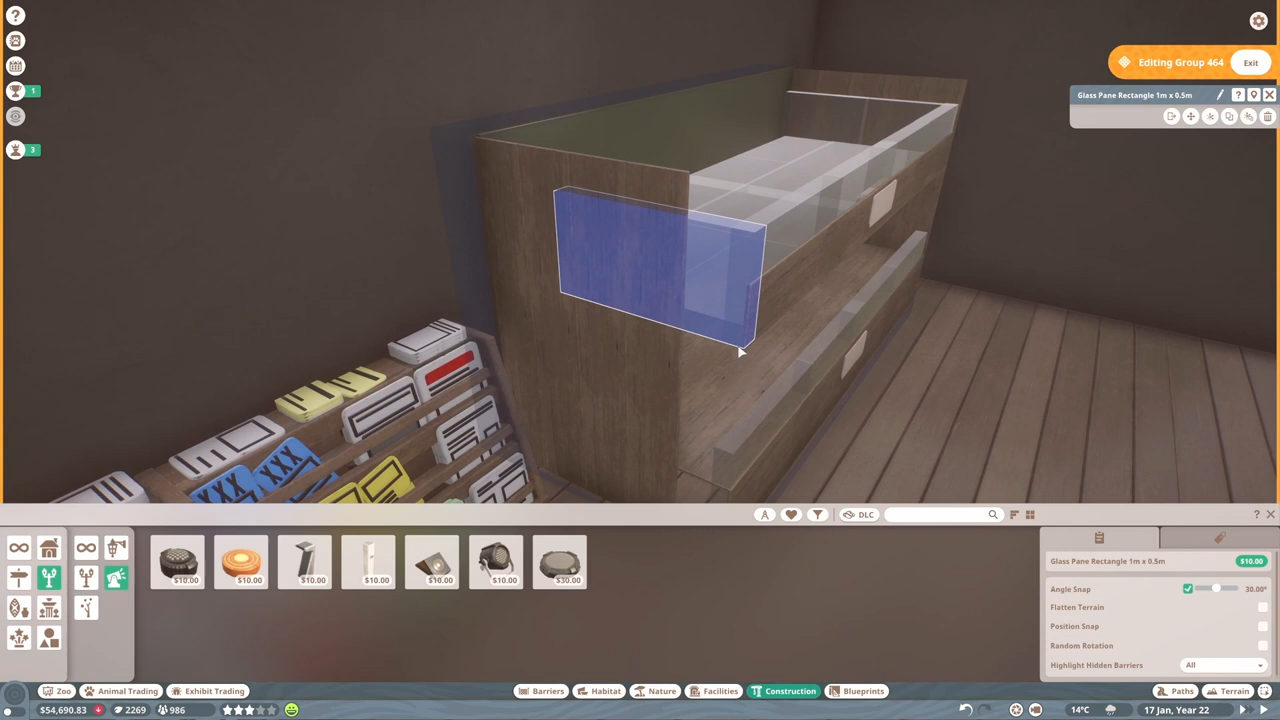 ?
Editing Group 464
Exit
Glass Pane Rectangle 1m x 0.5m
?
1
3
XXX
XXX
DLC
?
$10.00
$10.00
$10.00
$10.00
$10.00
$10.00
$30.00
Glass Pane Rectangle 1m x 0.5m
$10.00
Angle Snap
30.00°
Flatten Terrain
Position Snap
Random Rotation
Highlight Hidden Barriers
All
Zoo
Animal Trading
Exhibit Trading
Barriers
Habitat
Nature
Facilities
Construction
Blueprints
Paths
Terrain
$54,690.83
2269
986
14°C
17 Jan, Year 22